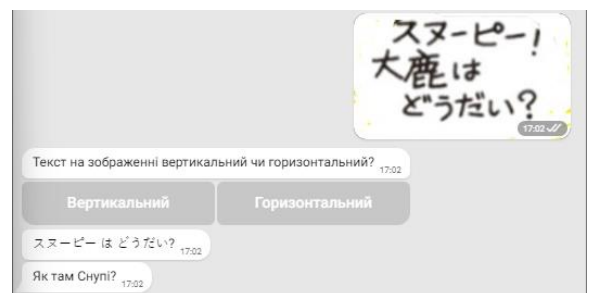 スヌーピー!
大鹿は
どうだい?
17:02
Текст на зображенні вертикальний чи горизонтальний? 17:02
Вертикальний Горизонтальний
スヌーピー は どうだい? 17:02
Як там Снупі? 17:02